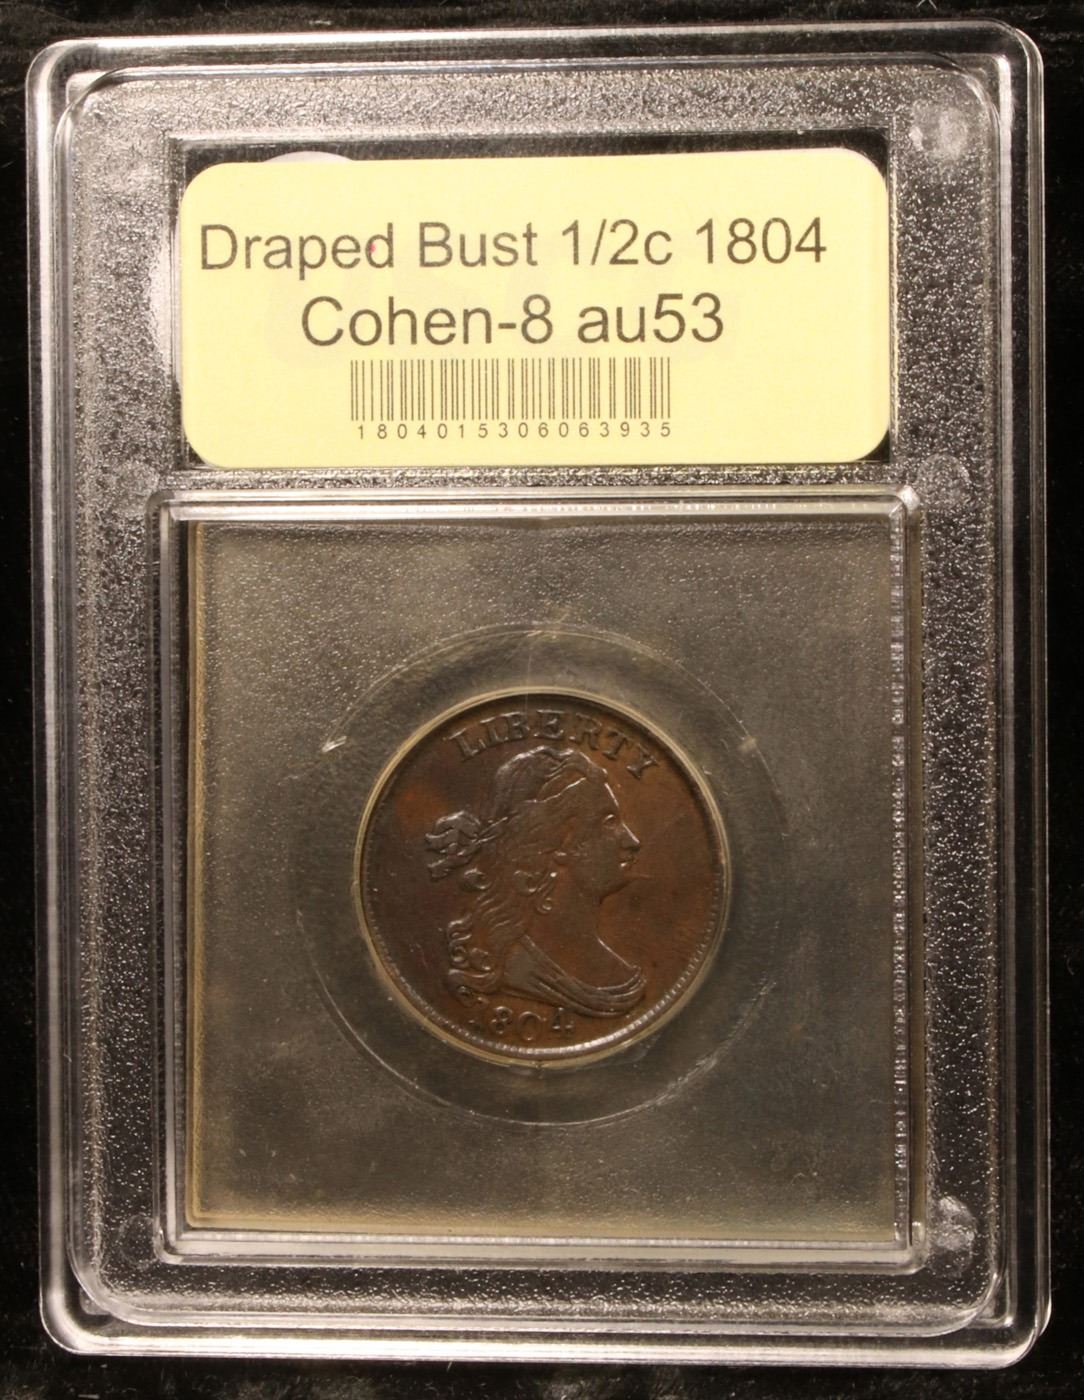 Draped Bust 1/2c 1804
Cohen-8 au53
1804015306063935
LIBERTY
1804